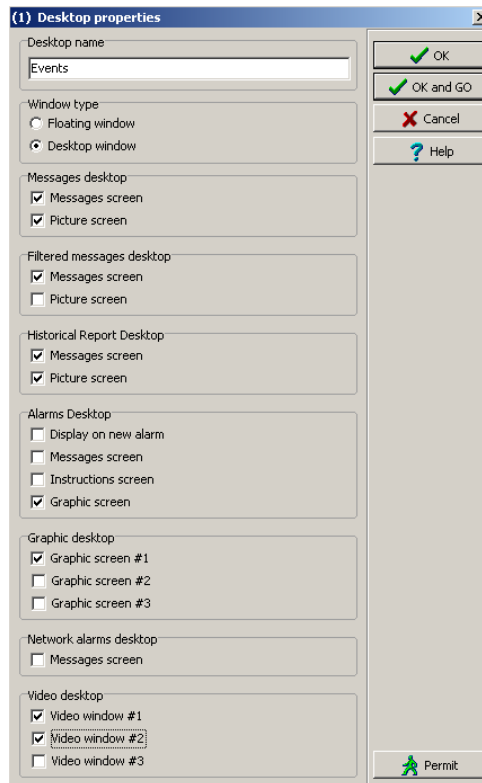 (1) Desktop properties
Desktop name
Events
Window type
Floating window
Desktop window
Messages desktop
Messages screen
Picture screen
Filtered messages desktop
Messages screen
Picture screen
Historical Report Desktop
Messages screen
Picture screen
Alarms Desktop
Display on new alarm
Messages screen
Instructions screen
Graphic screen
Graphic desktop
Graphic screen #1
Graphic screen #2
Graphic screen #3
Network alarms desktop
Messages screen
Video desktop
Video window #1
Video window #2
Video window #3
OK
OK and GO
Cancel
Help
Permit